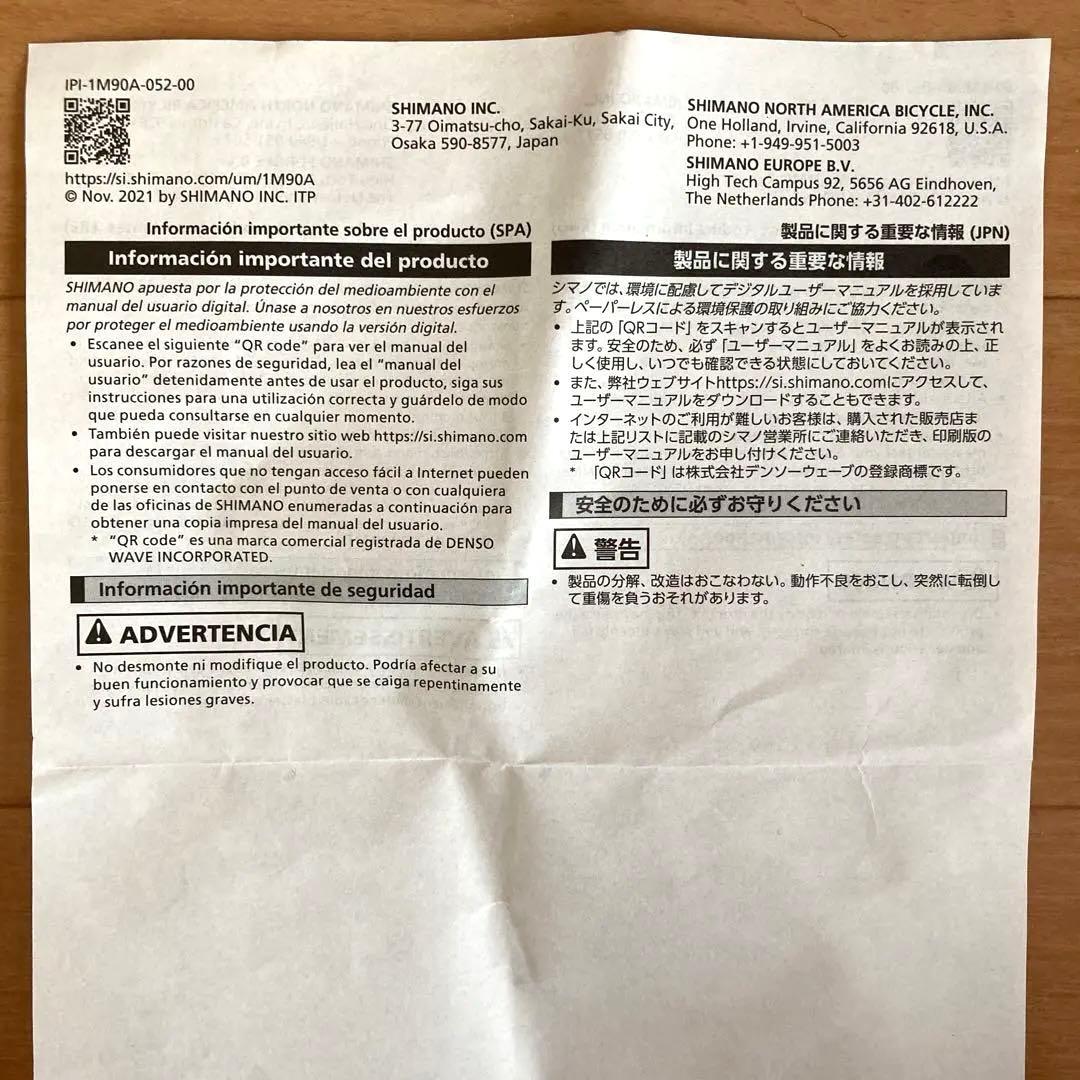 IPI-1M90A-052-00
https://si.shimano.com/um/1M90A
© Nov. 2021 by SHIMANO INC. ITP
SHIMANO INC.
3-77 Oimatsu-cho, Sakai-Ku, Sakai City,
Osaka 590-8577, Japan
SHIMANO NORTH AMERICA BICYCLE, INC.
One Holland, Irvine, California 92618, U.S.A.
Phone: +1-949-951-5003
SHIMANO EUROPE B.V.
High Tech Campus 92, 5656 AG Eindhoven,
The Netherlands Phone: +31-402-612222
Información importante sobre el producto (SPA)
Información importante del producto
SHIMANO apuesta por la protección del medioambiente con el
manual del usuario digital. Únase a nosotros en nuestros esfuerzos
por proteger el medioambiente usando la versión digital.
• Escanee el siguiente “QR code” para ver el manual del
usuario. Por razones de seguridad, lea el “manual del
usuario” detenidamente antes de usar el producto, siga sus
instrucciones para una utilización correcta y guárdelo de modo
que pueda consultarse en cualquier momento.
• También puede visitar nuestro sitio web https://si.shimano.com
para descargar el manual del usuario.
• Los consumidores que no tengan acceso fácil a Internet pueden
ponerse en contacto con el punto de venta o con cualquiera
de las oficinas de SHIMANO enumeradas a continuación para
obtener una copia impresa del manual del usuario.
* “QR code” es una marca comercial registrada de DENSO
WAVE INCORPORATED.
Información importante de seguridad
ADVERTENCIA
• No desmonte ni modifique el producto. Podría afectar a su
buen funcionamiento y provocar que se caiga repentinamente
y sufra lesiones graves.
製品に関する重要な情報 (JPN)
製品に関する重要な情報
シマノでは、環境に配慮してデジタルユーザーマニュアルを採用していま
す。ペーパーレスによる環境保護の取り組みにご協力ください。
• 上記の「QRコード」をスキャンするとユーザーマニュアルが表示され
ます。安全のため、必ず「ユーザーマニュアル」をよくお読みの上、正
しく使用し、いつでも確認できる状態にしておいてください。
• また、弊社ウェブサイトhttps://si.shimano.comにアクセスして、
ユーザーマニュアルをダウンロードすることもできます。
• インターネットのご利用が難しいお客様は、購入された販売店ま
たは上記リストに記載のシマノ営業所にご連絡いただき、印刷版の
ユーザーマニュアルをお申し付けください。
* 「QRコード」は株式会社デンソーウェーブの登録商標です。
安全のために必ずお守りください
警告
• 製品の分解、改造はおこなわない。動作不良をおこし、突然に転倒し
て重傷を負うおそれがあります。